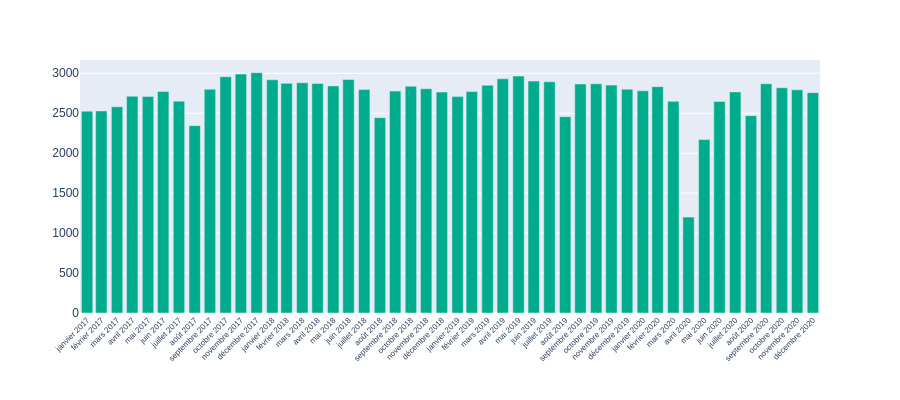 3000
2500
2000
1500
1000
500
0
janvier 2017
février 2017
mars 2017
avril 2017
mai 2017
juin 2017
juillet 2017
août 2017
septembre 2017
octobre 2017
novembre 2017
décembre 2017
janvier 2018
février 2018
mars 2018
avril 2018
mai 2018
juin 2018
juillet 2018
août 2018
septembre 2018
octobre 2018
novembre 2018
décembre 2018
janvier 2019
février 2019
mars 2019
avril 2019
mai 2019
juin 2019
juillet 2019
août 2019
septembre 2019
octobre 2019
novembre 2019
décembre 2019
janvier 2020
février 2020
mars 2020
avril 2020
mai 2020
juin 2020
juillet 2020
août 2020
septembre 2020
octobre 2020
novembre 2020
décembre 2020